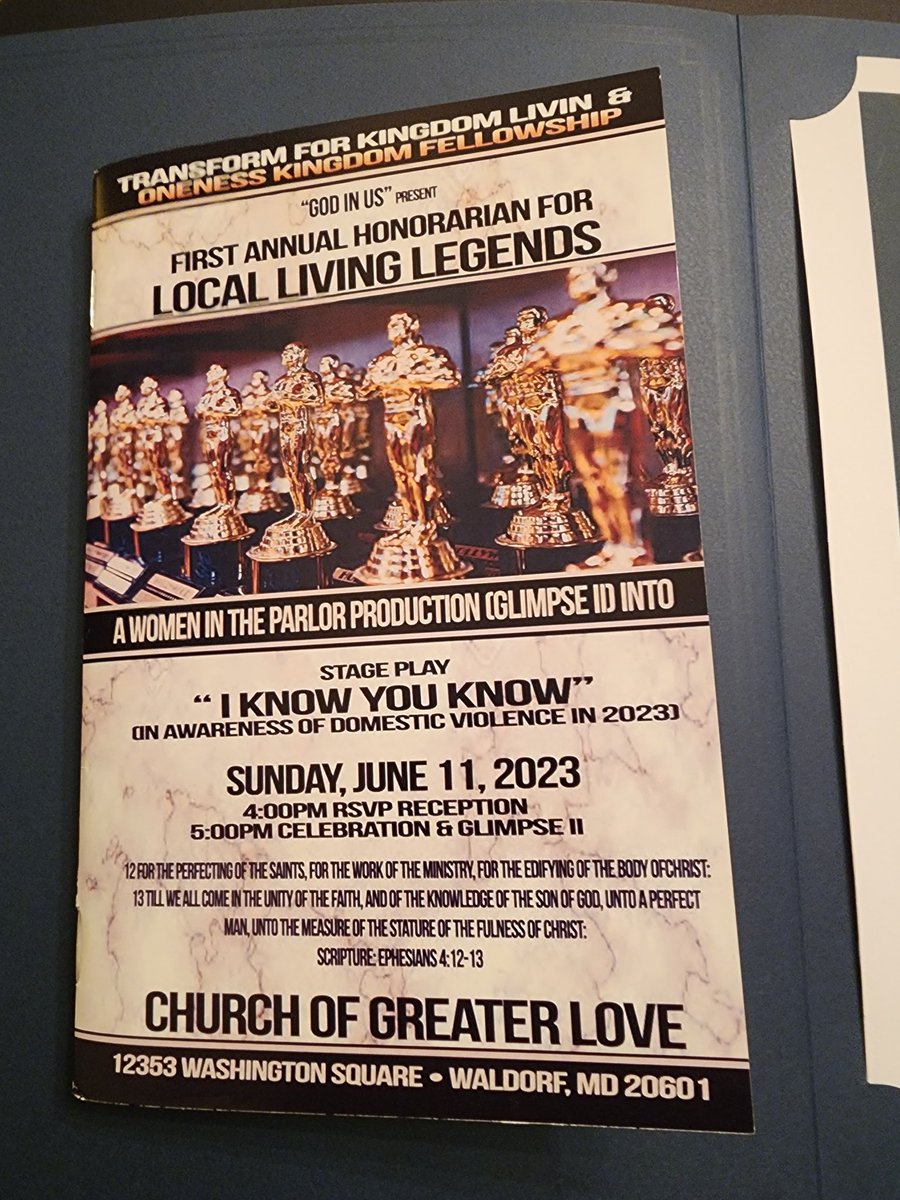 TRANSFORM FOR KINGDOM LIVIN &
ONENESS KINGDOM FELLOWSHIP
"GOD IN US" PRESENT
FIRST ANNUAL HONORARIAN FOR
LOCAL LIVING LEGENDS
A WOMEN IN THE PARLOR PRODUCTION (GLIMPSE II) INTO
STAGE PLAY
" I KNOW YOU KNOW"
(IN AWARENESS OF DOMESTIC VIOLENCE IN 2023)
SUNDAY, JUNE 11, 2023
4:00PM RSVP RECEPTION
5:00PM CELEBRATION & GLIMPSE II
12 FOR THE PERFECTING OF THE SAINTS, FOR THE WORK OF THE MINISTRY, FOR THE EDIFYING OF THE BODY OFCHRIST:
13 TILL WE ALL COME IN THE UNITY OF THE FAITH, AND OF THE KNOWLEDGE OF THE SON OF GOD, UNTO A PERFECT
MAN, UNTO THE MEASURE OF THE STATURE OF THE FULNESS OF CHRIST:
SCRIPTURE: EPHESIANS 4:12-13
CHURCH OF GREATER LOVE
12353 WASHINGTON SQUARE • WALDORF, MD 20601